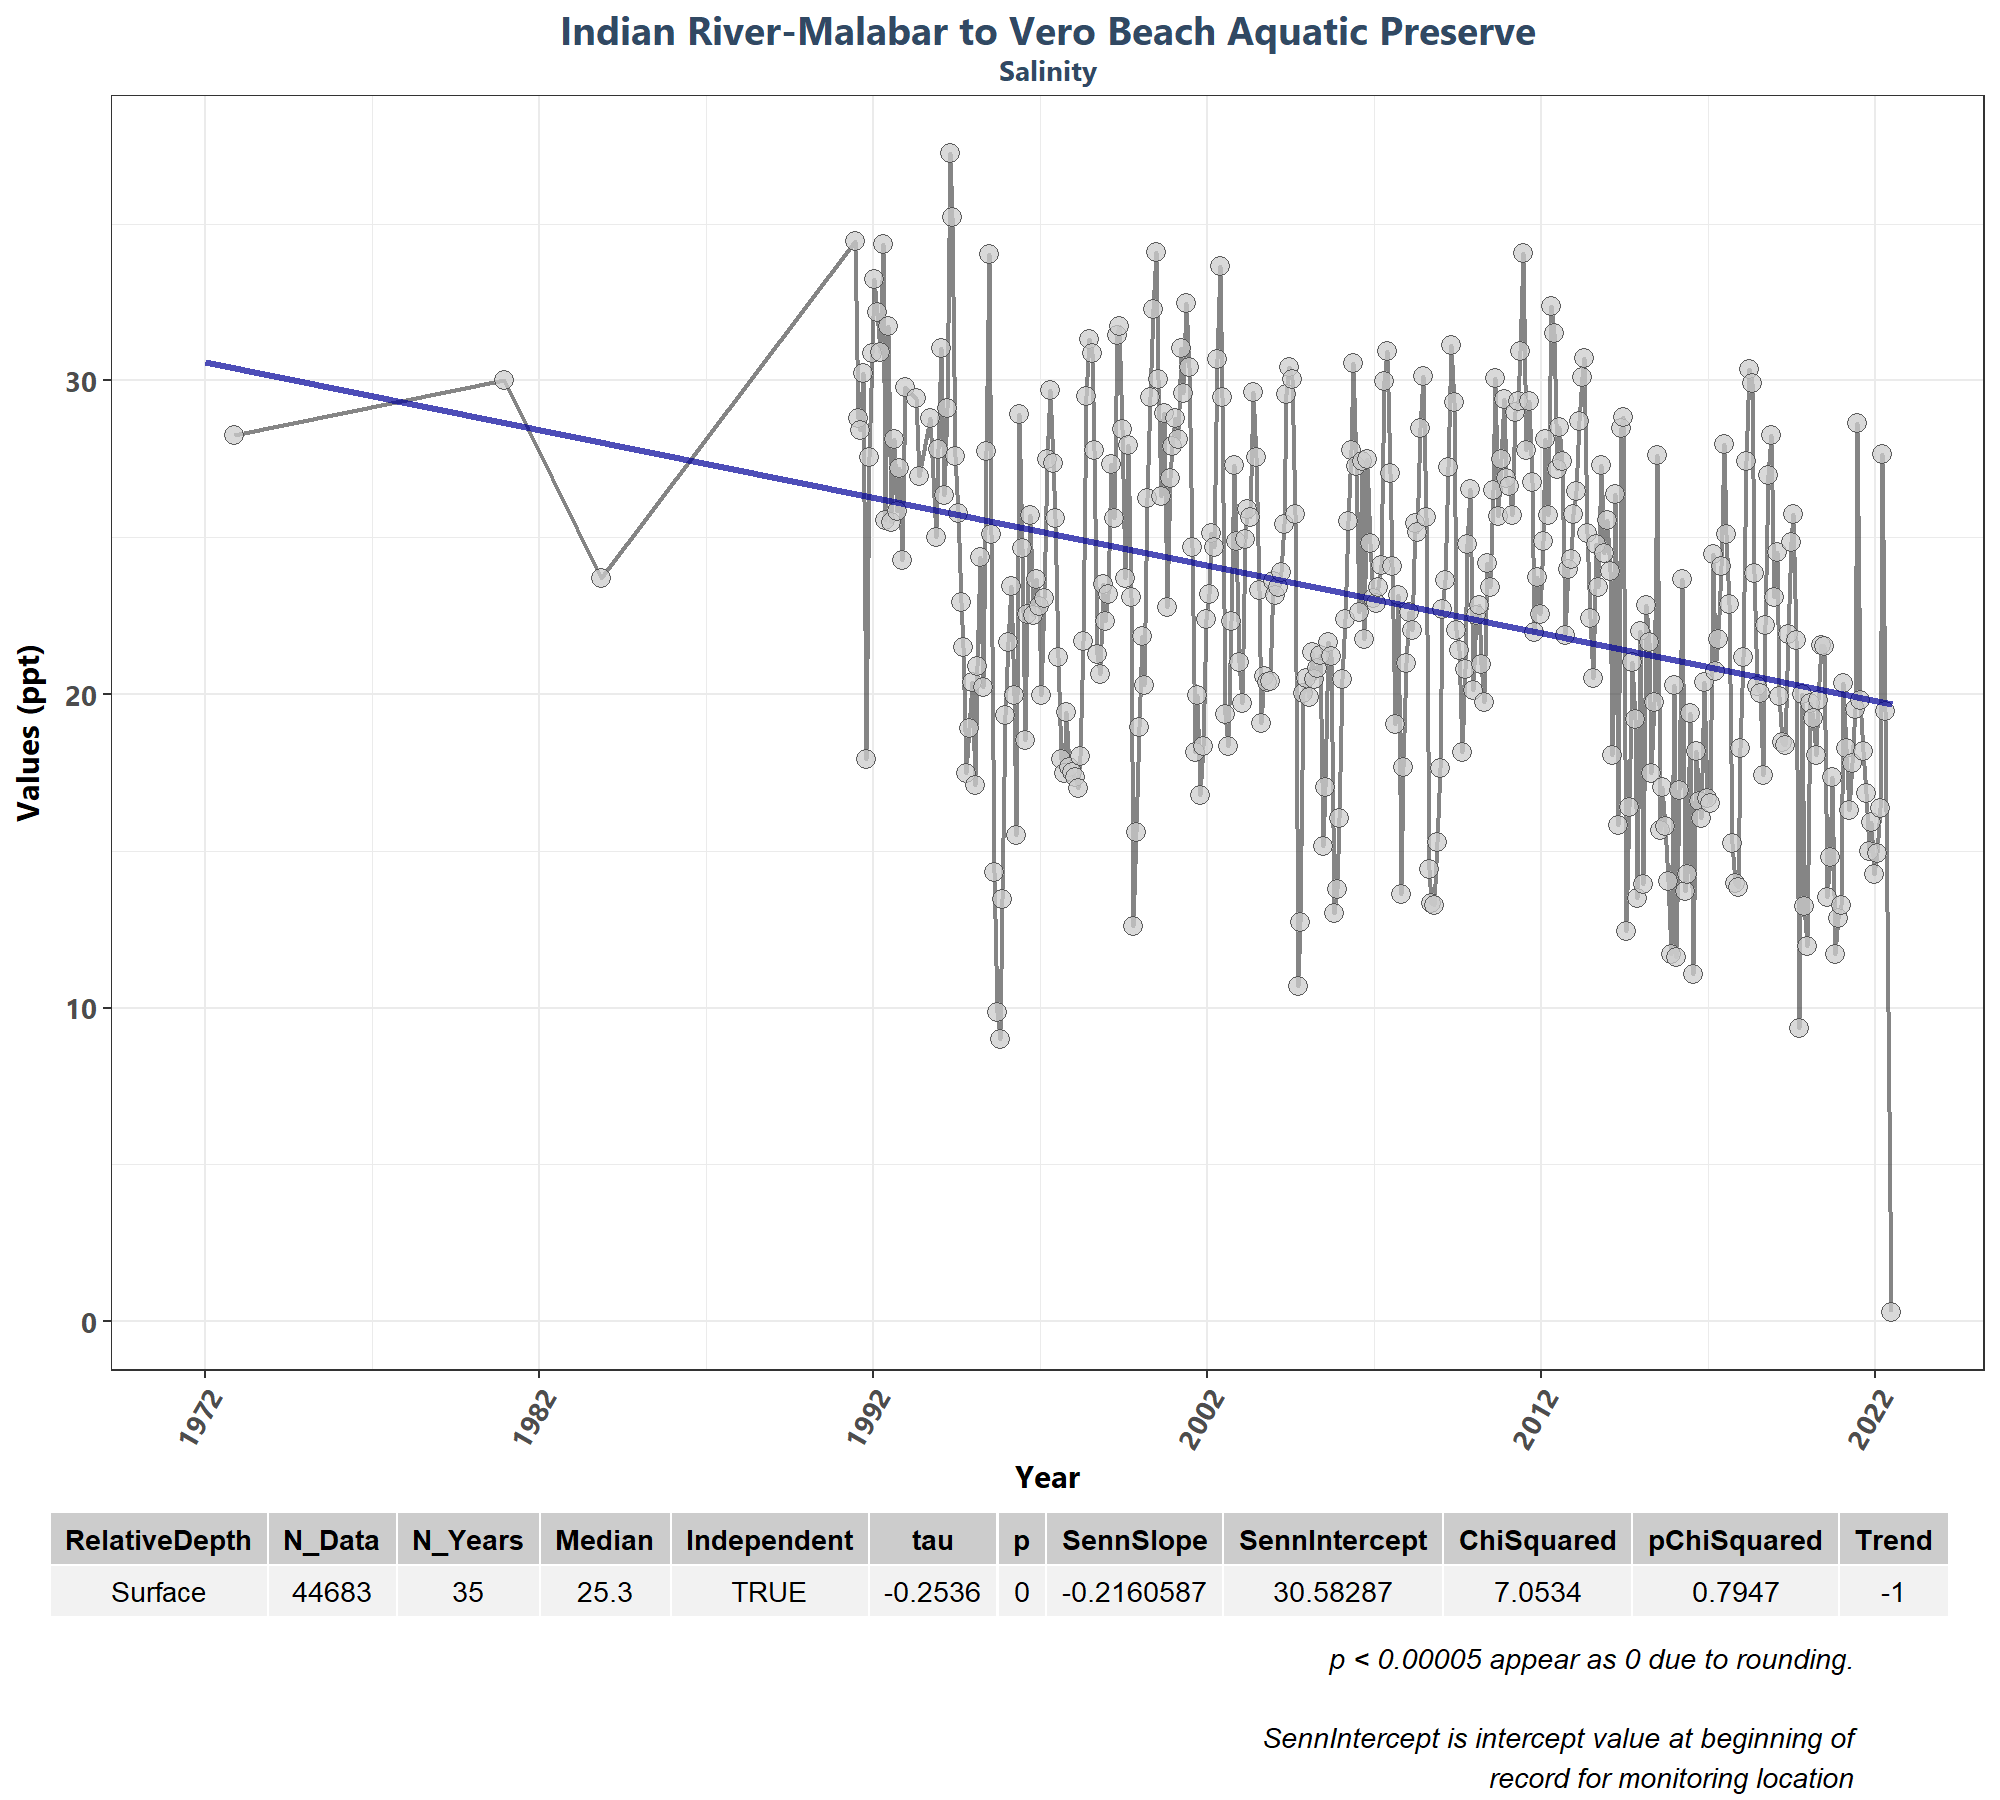 Indian River-Malabar to Vero Beach Aquatic Preserve
Salinity
Values (ppt)
30
20
10
0
1972 1982 1992 2002 2012 2022
Year
RelativeDepth N_Data N_Years Median Independent tau p SennSlope SennIntercept ChiSquared pChiSquared Trend
Surface 44683 35 25.3 TRUE -0.2536 0 -0.2160587 30.58287 7.0534 0.7947 -1
p < 0.00005 appear as 0 due to rounding.
SennIntercept is intercept value at beginning of
record for monitoring location